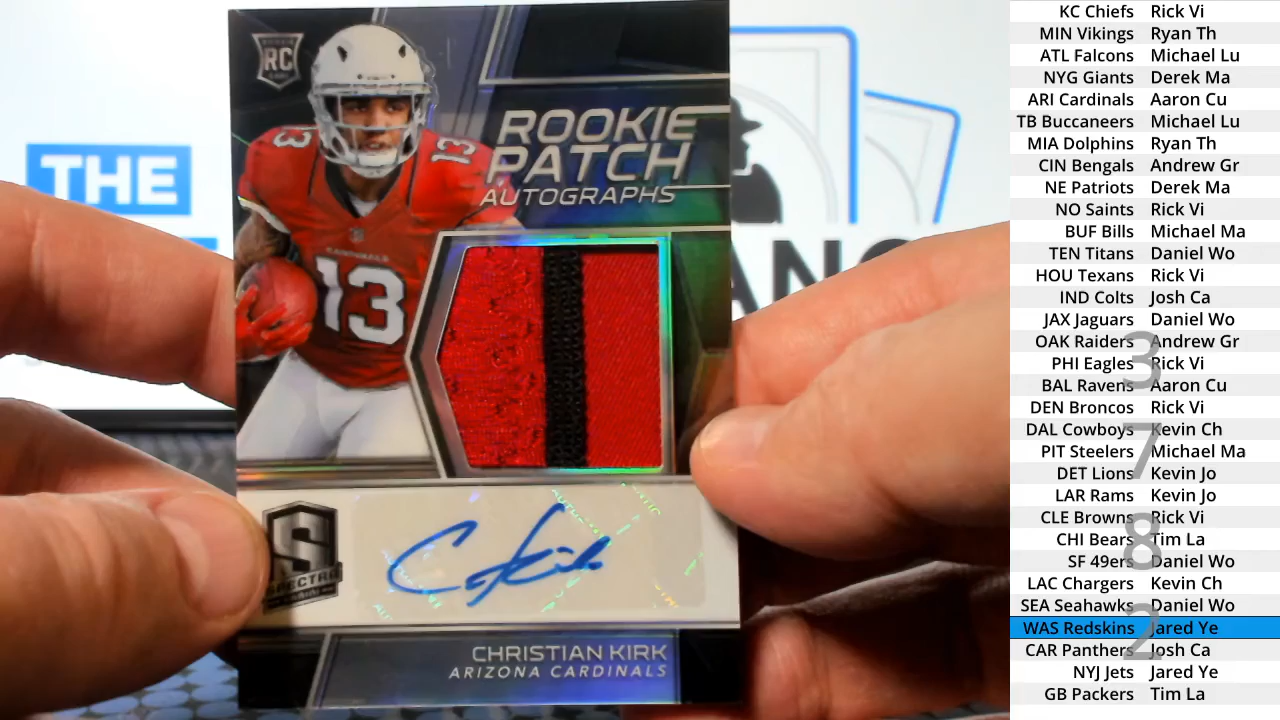 RC
13
13
CARDINALS
13
ROOKIE
PATCH
AUTOGRAPHS
THE
SPECTRA
CHRISTIAN KIRK
ARIZONA CARDINALS
KC Chiefs Rick Vi
MIN Vikings Ryan Th
ATL Falcons Michael Lu
NYG Giants Derek Ma
ARI Cardinals Aaron Cu
TB Buccaneers Michael Lu
MIA Dolphins Ryan Th
CIN Bengals Andrew Gr
NE Patriots Derek Ma
NO Saints Rick Vi
BUF Bills Michael Ma
TEN Titans Daniel Wo
HOU Texans Rick Vi
IND Colts Josh Ca
JAX Jaguars Daniel Wo
OAK Raiders Andrew Gr
PHI Eagles Rick Vi
BAL Ravens Aaron Cu
DEN Broncos Rick Vi
DAL Cowboys Kevin Ch
PIT Steelers Michael Ma
DET Lions Kevin Jo
LAR Rams Kevin Jo
CLE Browns Rick Vi
CHI Bears Tim La
SF 49ers Daniel Wo
LAC Chargers Kevin Ch
SEA Seahawks Daniel Wo
WAS Redskins Jared Ye
CAR Panthers Josh Ca
NYJ Jets Jared Ye
GB Packers Tim La
3
7
8
2